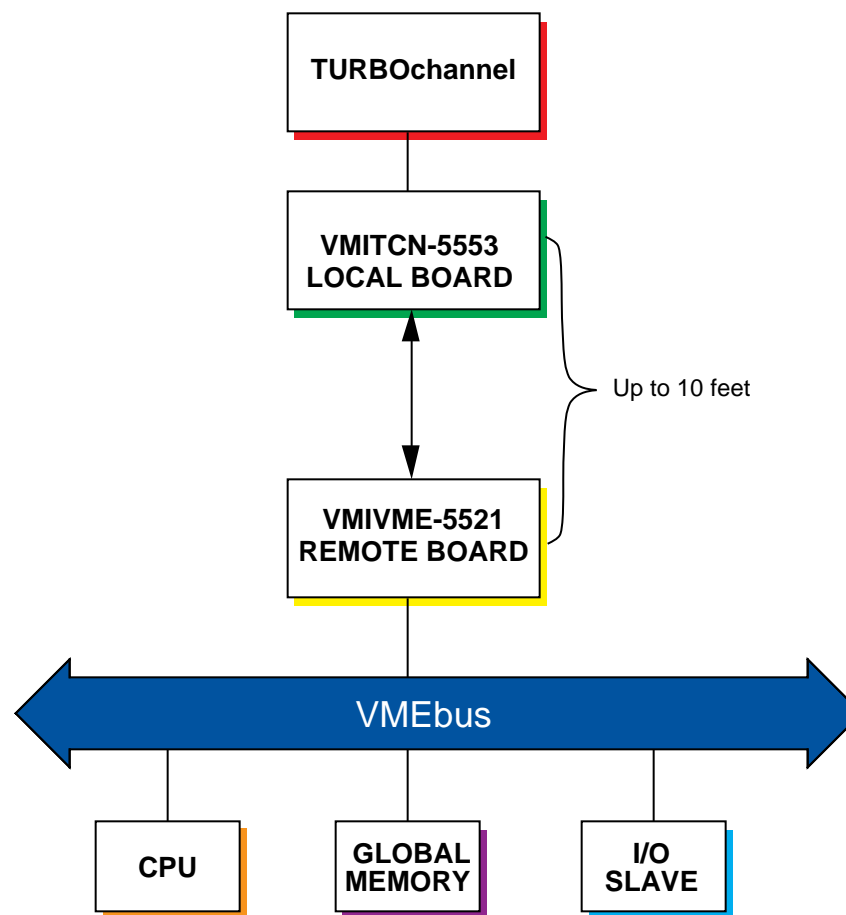 TURBOchannel
VMITCN-5553
LOCAL BOARD
Up to 10 feet
VMIVME-5521
REMOTE BOARD
VMEbus
CPU
GLOBAL
MEMORY
I/O
SLAVE